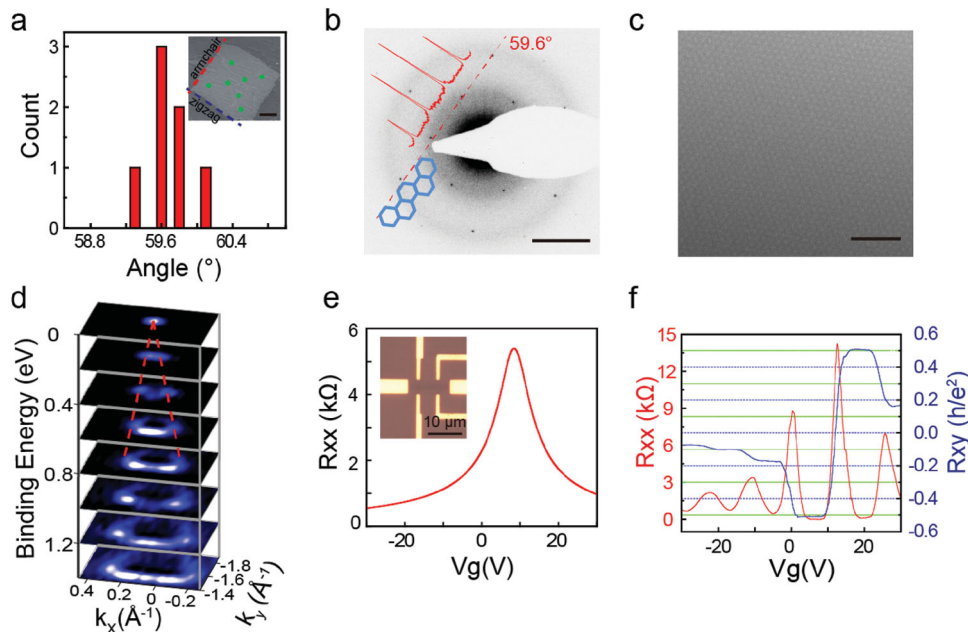 a
3
2
1
0
Count
58.8 59.6 60.4
Angle (°)
armchair
zigzag
b
59.6°
c
d
0
0.4
0.8
1.2
Binding Energy (eV)
0.4 0.2 0 -0.2
kx(Å-1)
-1.8
-1.6
-1.4
ky (Å-1)
e
6
4
2
0
Rxx (kΩ)
10 μm
-20 0 20
Vg(V)
f
15
12
9
6
3
0
Rxx (kΩ)
0.6
0.4
0.2
0.0
-0.2
-0.4
-0.6
Rxy (h/e2)
-20 0 20
Vg(V)